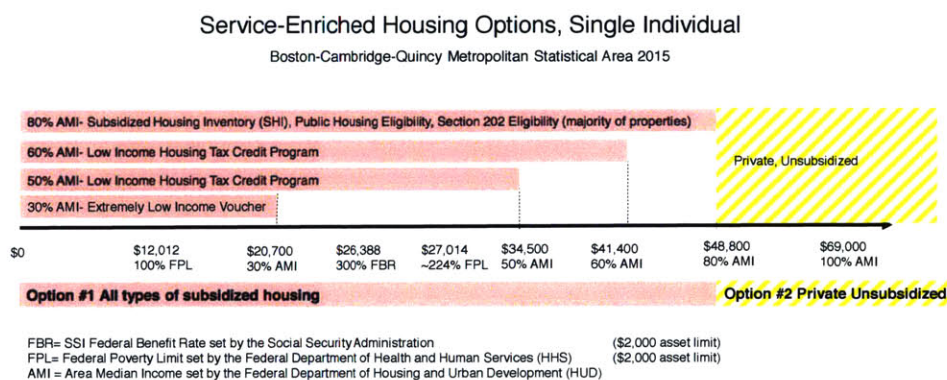 Service-Enriched Housing Options, Single Individual
Boston-Cambridge-Quincy Metropolitan Statistical Area 2015
80% AMI- Subsidized Housing Inventory (SHI), Public Housing Eligibility, Section 202 Eligibility (majority of properties)
60% AMI- Low Income Housing Tax Credit Program
Private, Unsubsidized
50% AMI- Low Income Housing Tax Credit Program
30% AMI- Extremely Low Income Voucher
$0 $12,012 $20,700 $26,388 $27,014 $34,500 $41,400 $48,800 $69,000
100% FPL 30% AMI 300% FBR ~224% FPL 50% AMI 60% AMI 80% AMI 100% AMI
Option #1 All types of subsidized housing Option #2 Private Unsubsidized
FBR= SSI Federal Benefit Rate set by the Social Security Administration ($2,000 asset limit)
FPL= Federal Poverty Limit set by the Federal Department of Health and Human Services (HHS) ($2,000 asset limit)
AMI = Area Median Income set by the Federal Department of Housing and Urban Development (HUD)